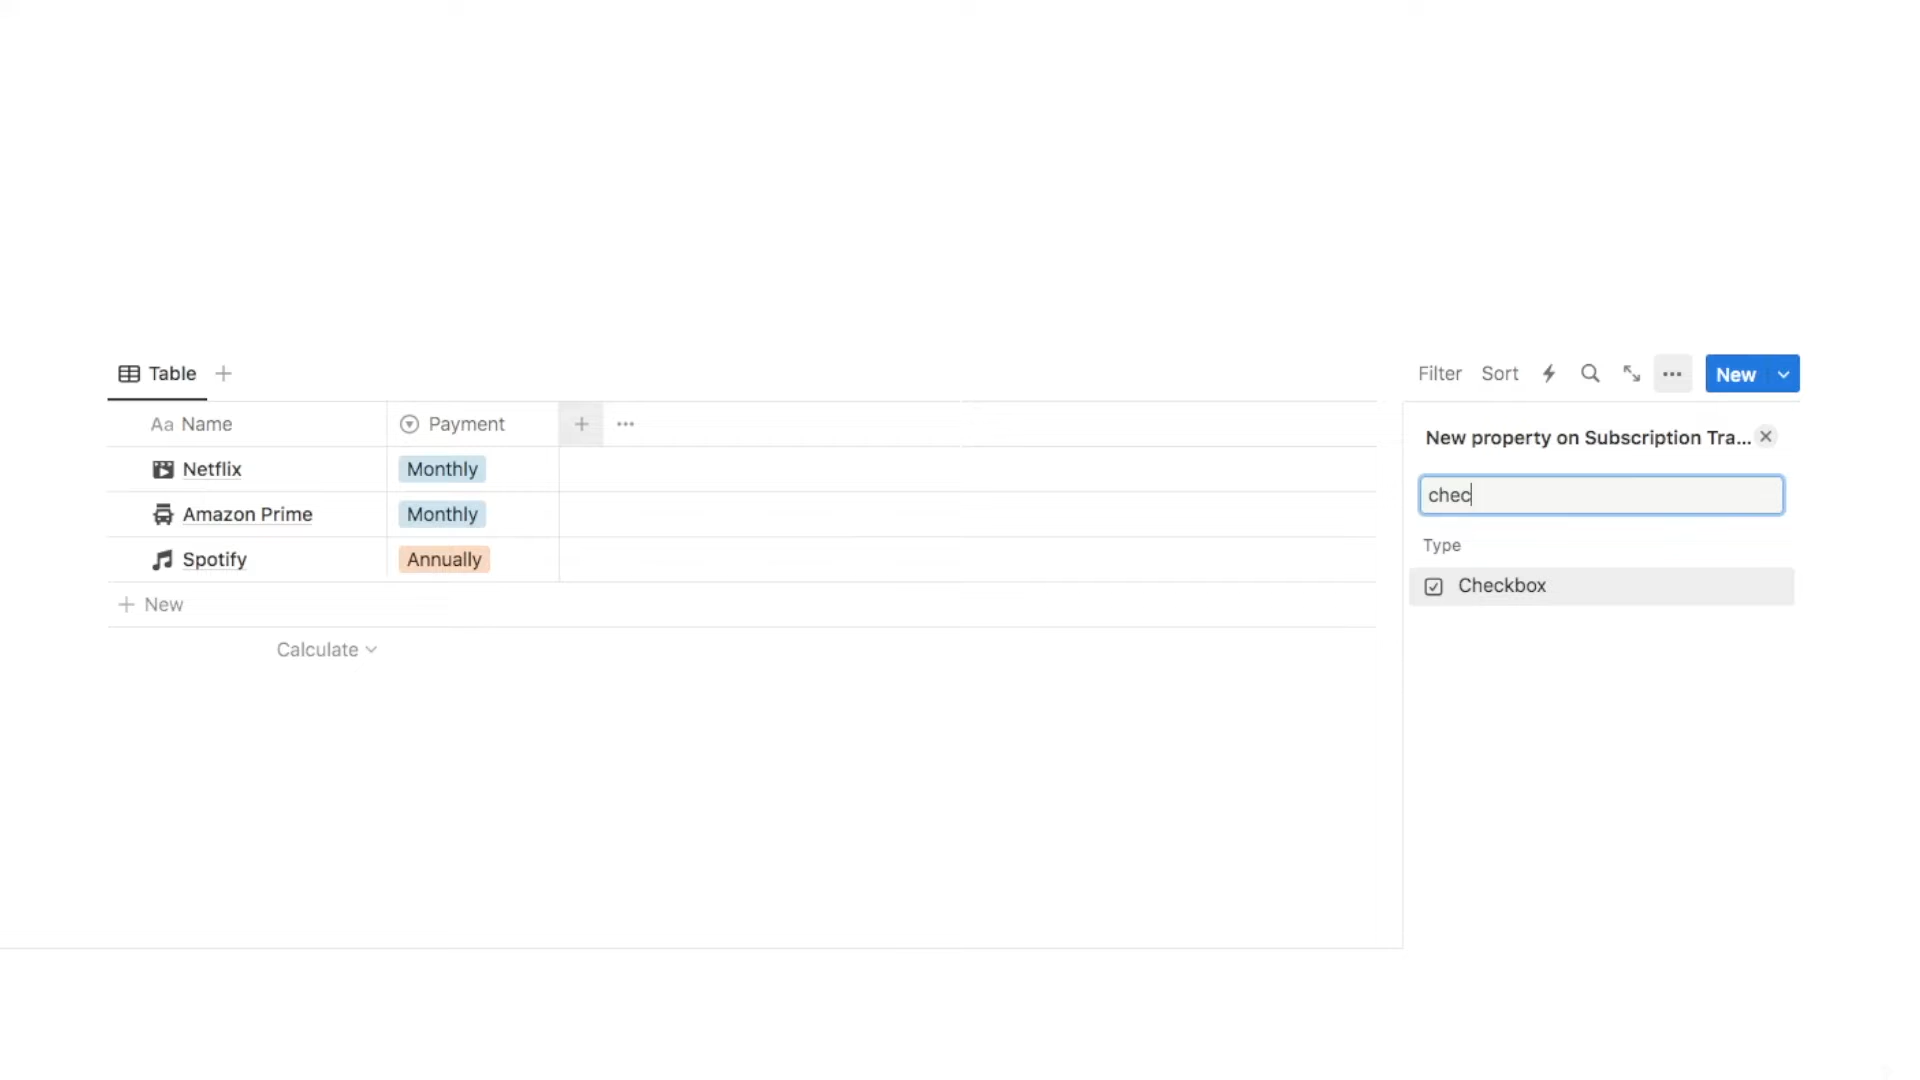 Table
Filter Sort New
Aa Name Payment
Netflix Monthly
Amazon Prime Monthly
Spotify Annually
New
Calculate
New property on Subscription Tra...
chec
Type
Checkbox